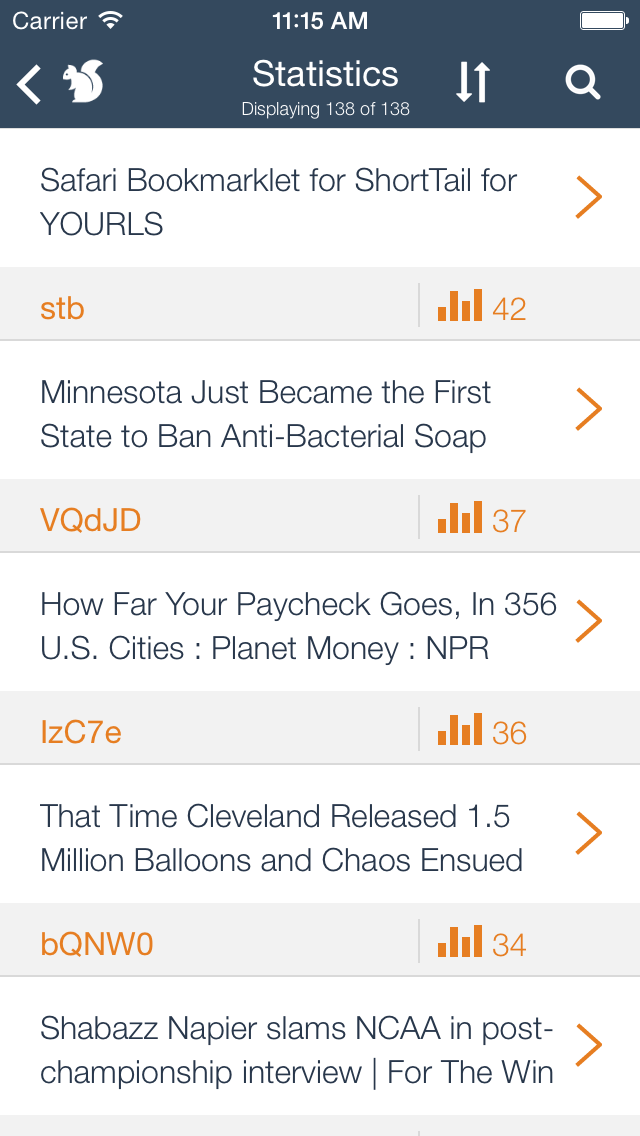 Carrier 11:15 AM
Statistics
Displaying 138 of 138
Safari Bookmarklet for ShortTail for
YOURLS
stb 42
Minnesota Just Became the First
State to Ban Anti-Bacterial Soap
VQdJD 37
How Far Your Paycheck Goes, In 356
U.S. Cities : Planet Money : NPR
IzC7e 36
That Time Cleveland Released 1.5
Million Balloons and Chaos Ensued
bQNW0 34
Shabazz Napier slams NCAA in post-
championship interview | For The Win